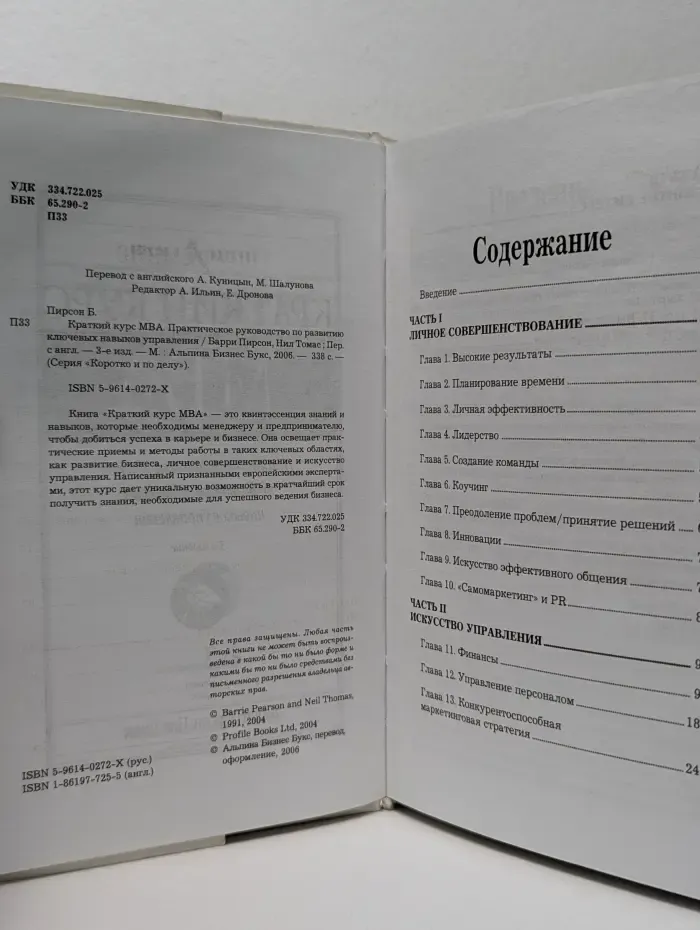 УДК 334.722.025
ББК 65.290-2
П33
Перевод с английского А. Куницын, М. Шалунова
Редактор А. Ильин, Е. Дронова
Пирсон Б.
П33
Краткий курс МВА. Практическое руководство по развитию
ключевых навыков управления / Барри Пирсон, Нил Томас ; Пер.
с англ. — 3-е изд. — М. : Альпина Бизнес Букс, 2006. — 338 с. —
(Серия «Коротко и по делу»).
ISBN 5-9614-0272-X
Книга «Краткий курс МВА» — это квинтэссенция знаний и
навыков, которые необходимы менеджеру и предпринимателю,
чтобы добиться успеха в карьере и бизнесе. Она освещает прак-
тические приемы и методы работы в таких ключевых областях,
как развитие бизнеса, личное совершенствование и искусство
управления. Написанный признанными европейскими эксперта-
ми, этот курс дает уникальную возможность в кратчайший срок
получить знания, необходимые для успешного ведения бизнеса.
УДК 334.722.025
ББК 65.290-2
Все права защищены. Любая часть
этой книги не может быть воспроиз-
ведена в какой бы то ни было форме и
какими бы то ни было средствами без
письменного разрешения владельца ав-
торских прав.
© Barrie Pearson and Neil Thomas,
1991, 2004
© Profile Books Ltd, 2004
© Альпина Бизнес Букс, перевод,
оформление, 2006
ISBN 5-9614-0272-X (рус.)
ISBN 1-86197-725-5 (англ.)
Содержание
Введение
ЧАСТЬ I
ЛИЧНОЕ СОВЕРШЕНСТВОВАНИЕ
Глава 1. Высокие результаты
Глава 2. Планирование времени
Глава 3. Личная эффективность
Глава 4. Лидерство
Глава 5. Создание команды
Глава 6. Коучинг
Глава 7. Преодоление проблем/принятие решений
Глава 8. Инновации
Глава 9. Искусство эффективного общения
Глава 10. «Самомаркетинг» и PR
ЧАСТЬ II
ИСКУССТВО УПРАВЛЕНИЯ
Глава 11. Финансы
Глава 12. Управление персоналом
Глава 13. Конкурентоспособная
маркетинговая стратегия